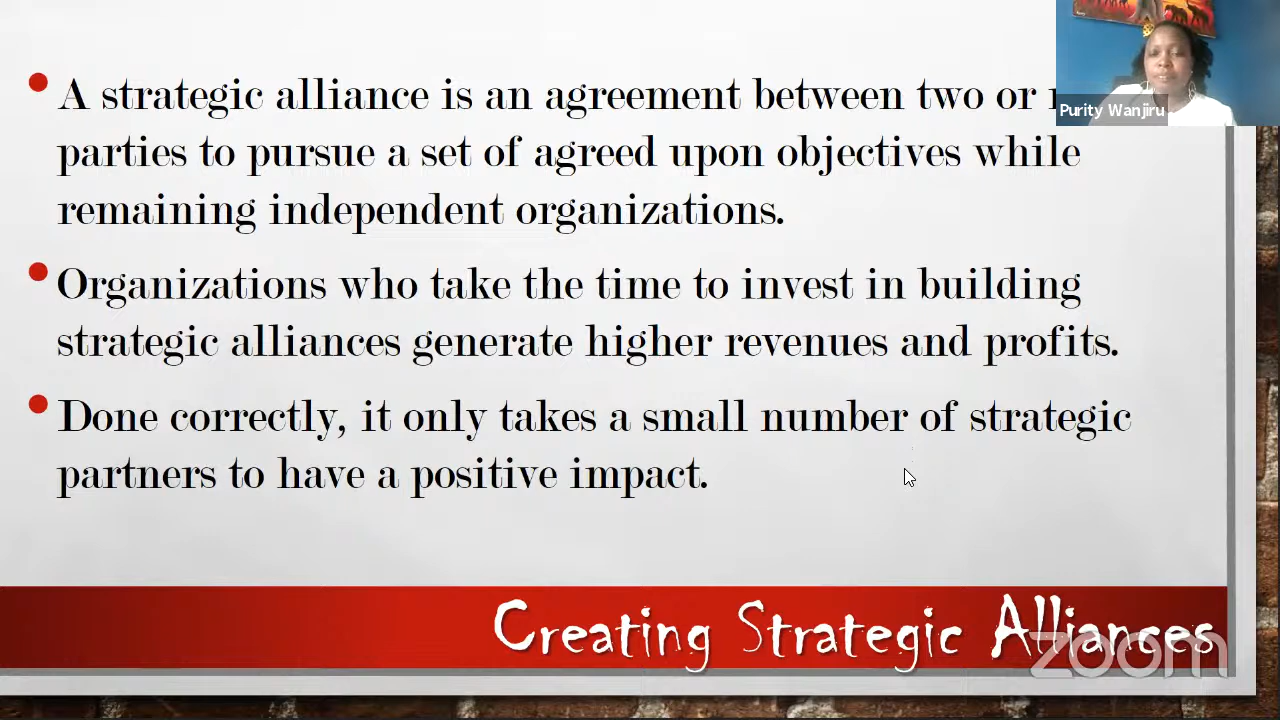 • A strategic alliance is an agreement between two or
parties to pursue a set of agreed upon objectives while
remaining independent organizations.
• Organizations who take the time to invest in building
strategic alliances generate higher revenues and profits.
• Done correctly, it only takes a small number of strategic
partners to have a positive impact.
Purity Wanjiru
Creating Strategic Alliances
zoom